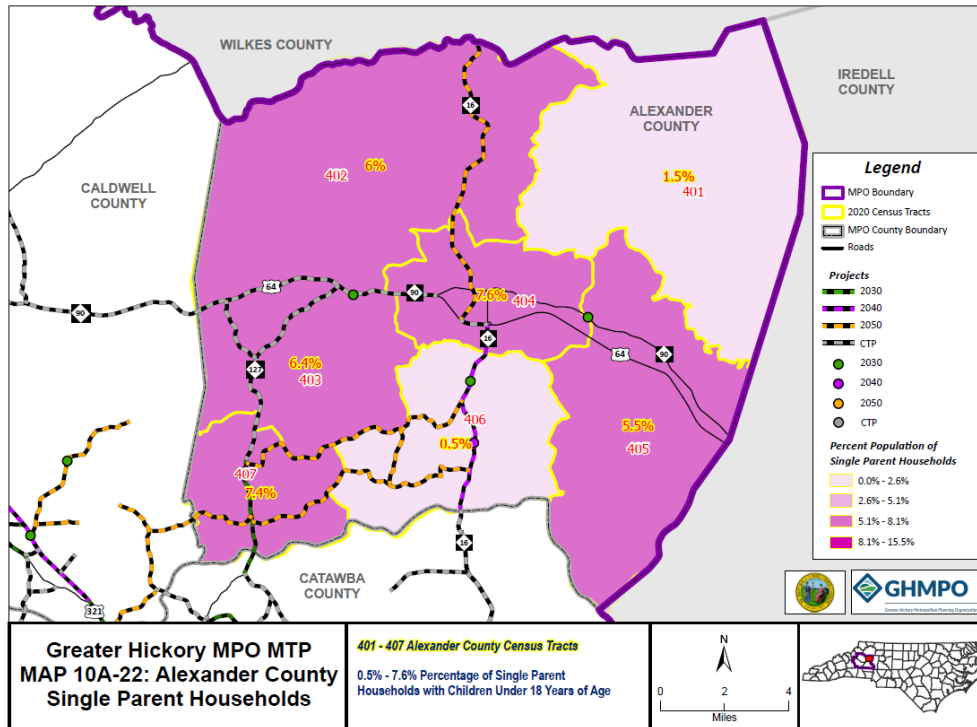 WILKES COUNTY
IREDELL
COUNTY
ALEXANDER
COUNTY
CALDWELL
COUNTY
CATAWBA
COUNTY
16
402
6%
1.5%
401
64
90
90
7.6%
404
16
64
90
127
6.4%
403
406
0.5%
5.5%
405
407
7.4%
16
321
Legend
MPO Boundary
2020 Census Tracts
MPO County Boundary
Roads
Projects
2030
2040
2050
CTP
2030
2040
2050
CTP
Percent Population of
Single Parent Households
0.0% - 2.6%
2.6% - 5.1%
5.1% - 8.1%
8.1% - 15.5%
GHMPO
Greater Hickory Metropolitan Planning Organization
Greater Hickory MPO MTP
MAP 10A-22: Alexander County
Single Parent Households
401 - 407 Alexander County Census Tracts
0.5% - 7.6% Percentage of Single Parent
Households with Children Under 18 Years of Age
N
0 2 4
Miles